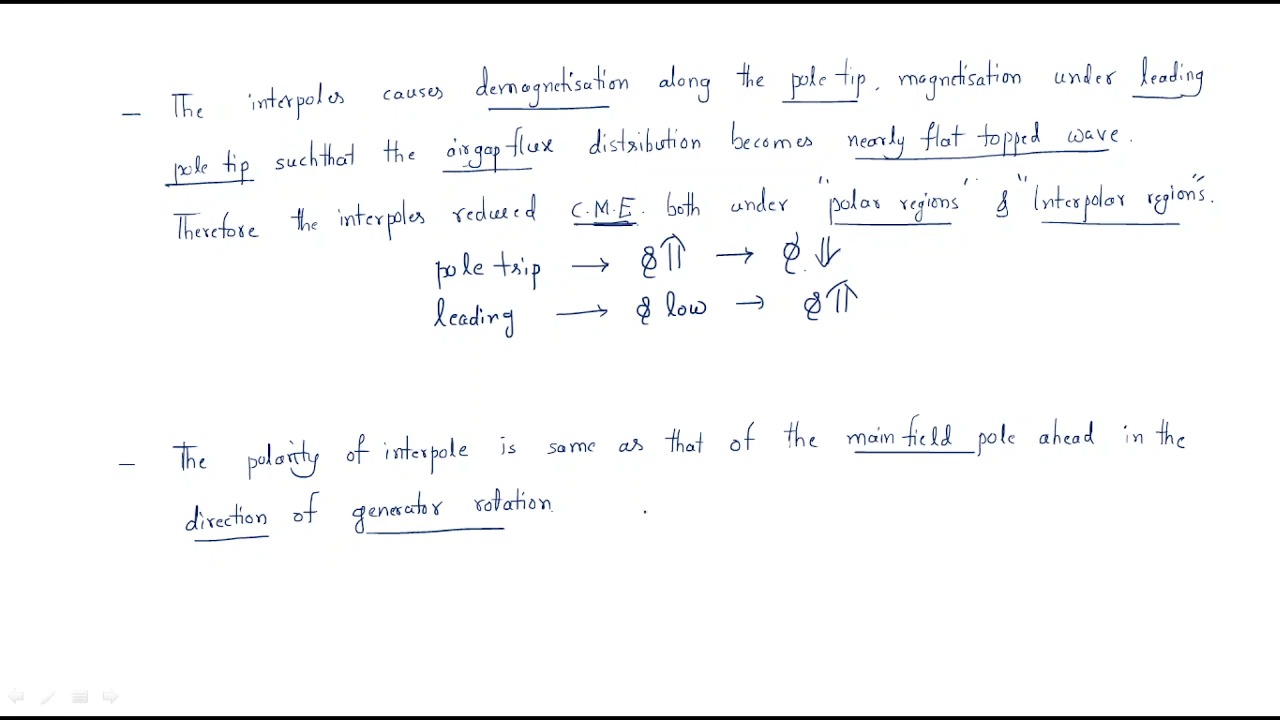 – The interpoles causes demagnetisation along the pole tip. magnetisation under leading
pole tip suchthat the airgap flux distribution becomes nearly flat topped wave.
Therefore the interpoles reduced C.M.E. both under "polar regions" & "Interpolar regions".
pole trip → ϕ⇑ → ϕ ⇓
leading → ϕ low → ϕ⇑
– The polarity of interpole is same as that of the main field pole ahead in the
direction of generator rotation.